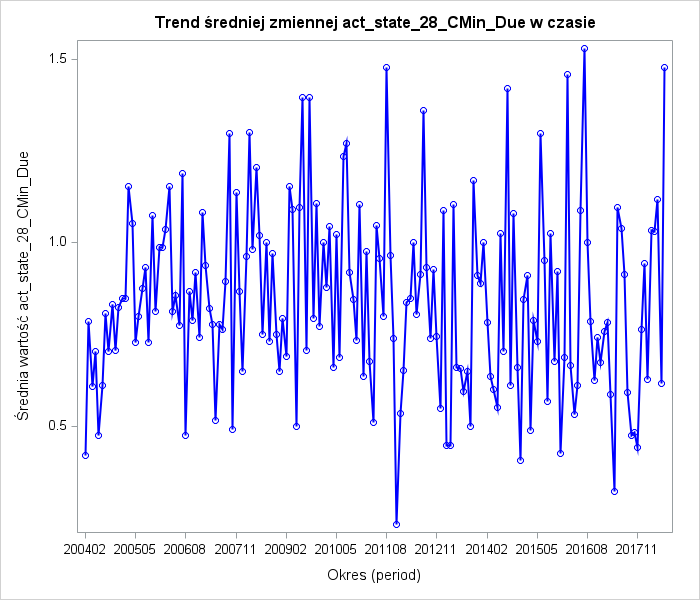 Trend średniej zmiennej act_state_28_CMin_Due w czasie
Średnia wartość act_state_28_CMin_Due
1.5
1.0
0.5
200402 200505 200608 200711 200902 201005 201108 201211 201402 201505 201608 201711
Okres (period)